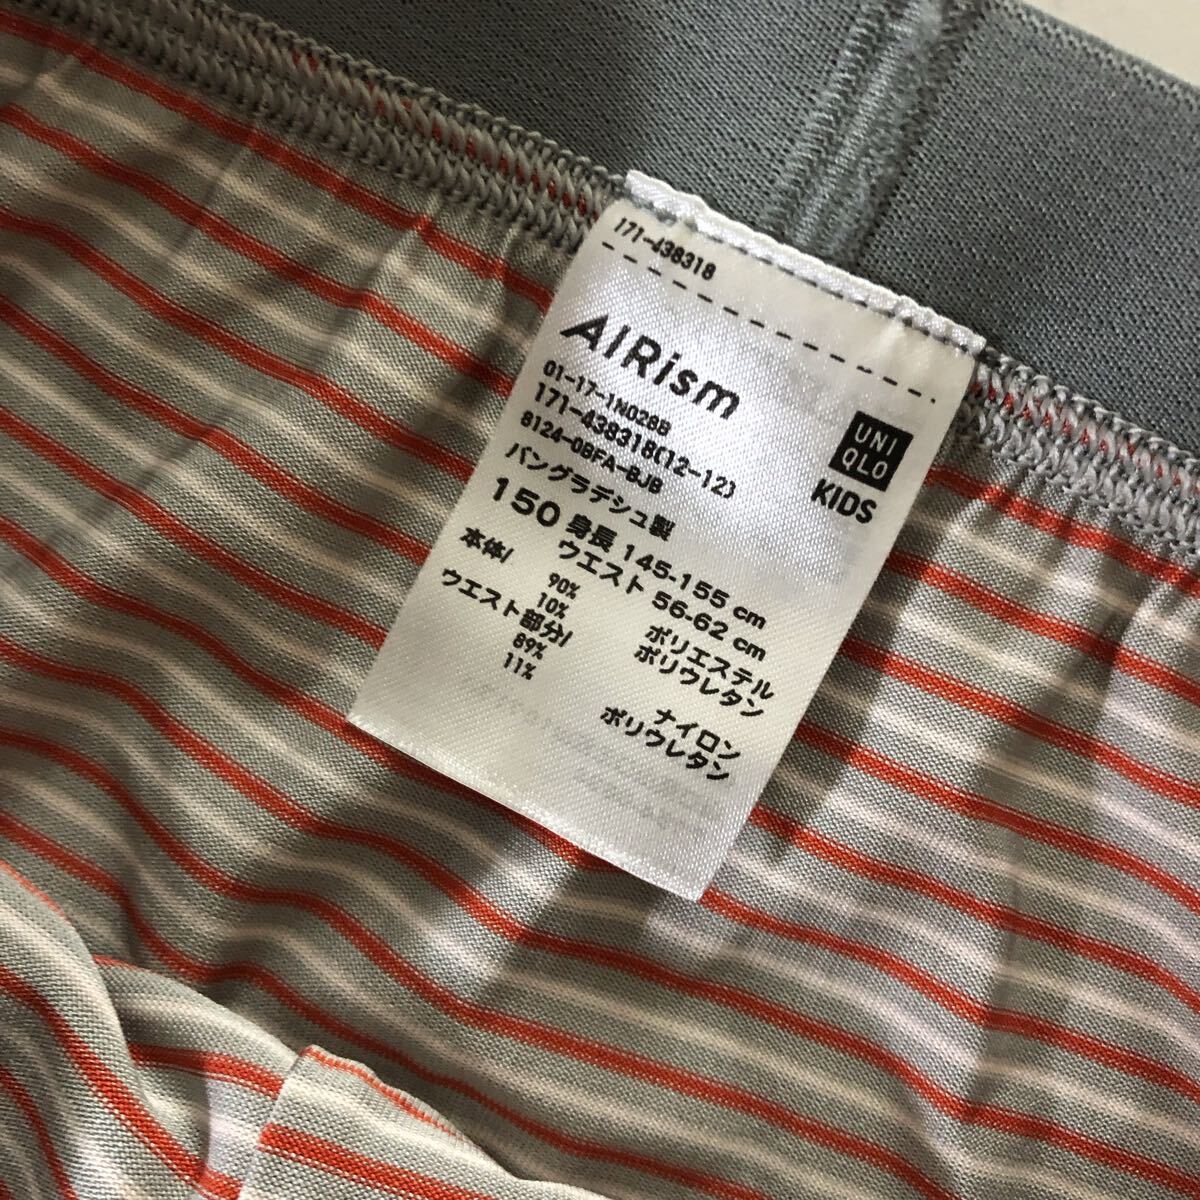 171-438318
AIRism
01-17-1N028B
171-438318(12-12)
8124-0BFA-BJB
バングラデシュ製
UNI
QLO
KIDS
150 身長 145-155 cm
ウエスト 56-62 cm
本体/
90% ポリエステル
10% ポリウレタン
ウエスト部分/
89% ナイロン
11% ポリウレタン